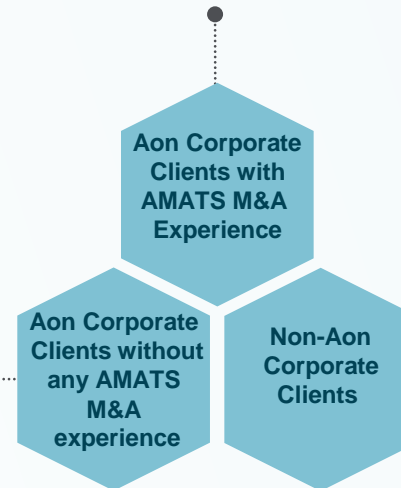 Aon Corporate
Clients with
AMATS M&A
Experience
Aon Corporate
Clients without
any AMATS
M&A
experience
Non-Aon
Corporate
Clients